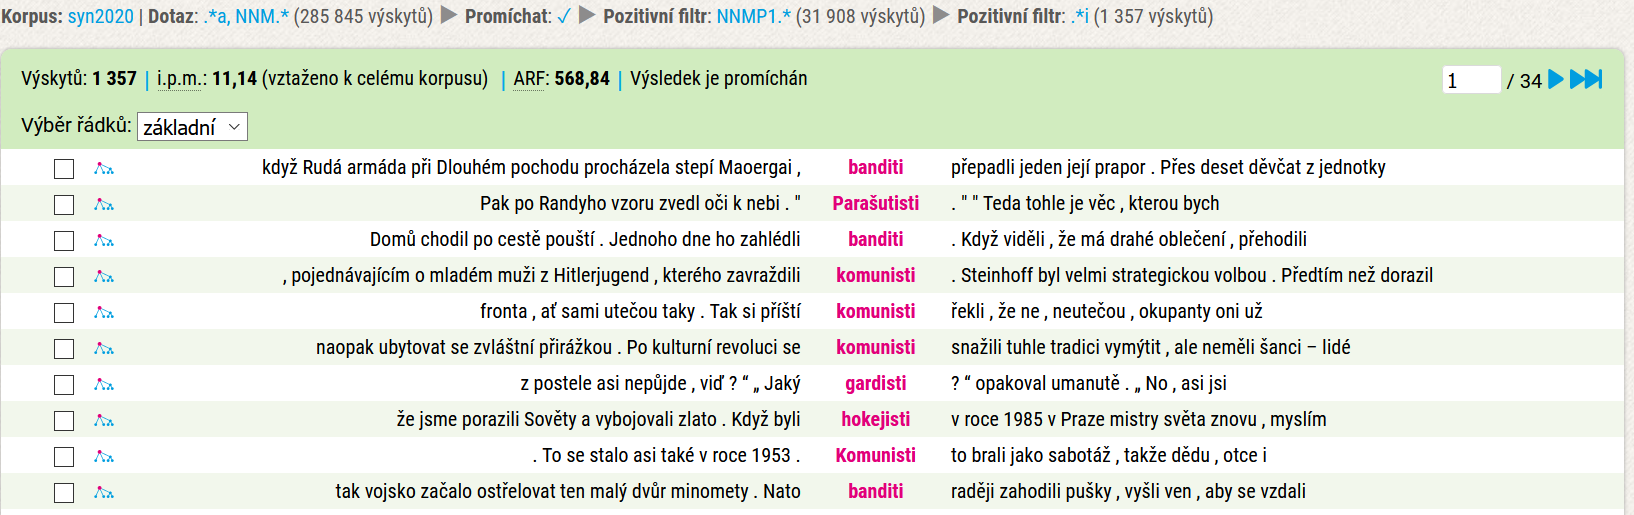 Korpus: syn2020 | Dotaz: .*a, NNM.* (285 845 výskytů) ▶ Promíchat: ✓ ▶ Pozitivní filtr: NNMP1.* (31 908 výskytů) ▶ Pozitivní filtr: .*i (1 357 výskytů)
Výskytů: 1 357 | i.p.m.: 11,14 (vztaženo k celému korpusu) | ARF: 568,84 | Výsledek je promíchán 1 / 34
Výběr řádků: základní
když Rudá armáda při Dlouhém pochodu procházela stepí Maoergai , banditi přepadli jeden její prapor . Přes deset děvčat z jednotky
Pak po Randyho vzoru zvedl oči k nebi . " Parašutisti . " " Teda tohle je věc , kterou bych
Domů chodil po cestě pouští . Jednoho dne ho zahlédli banditi . Když viděli , že má drahé oblečení , přehodili
, pojednávajícím o mladém muži z Hitlerjugend , kterého zavraždili komunisti . Steinhoff byl velmi strategickou volbou . Předtím než dorazil
fronta , ať sami utečou taky . Tak si příští komunisti řekli , že ne , neutečou , okupanty oni už
naopak ubytovat se zvláštní přirážkou . Po kulturní revoluci se komunisti snažili tuhle tradici vymýtit , ale neměli šanci – lidé
z postele asi nepůjde , viď ? “ „ Jaký gardisti ? “ opakoval umanutě . „ No , asi jsi
že jsme porazili Sověty a vybojovali zlato . Když byli hokejisti v roce 1985 v Praze mistry světa znovu , myslím
. To se stalo asi také v roce 1953 . Komunisti to brali jako sabotáž , takže dědu , otce i
tak vojsko začalo ostřelovat ten malý dvůr minomety . Nato banditi raději zahodili pušky , vyšli ven , aby se vzdali